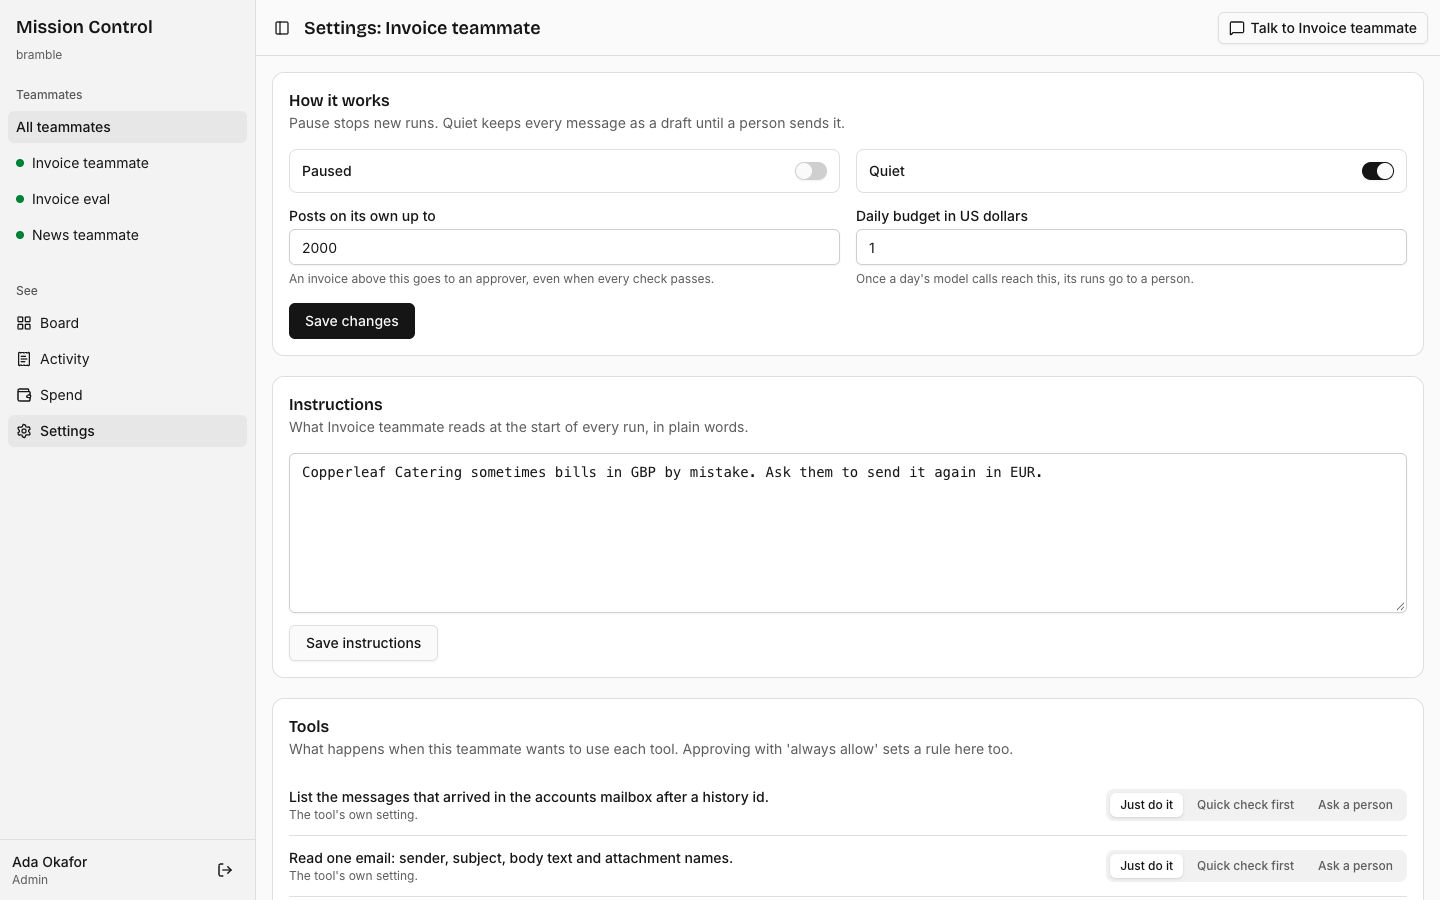 Mission Control
bramble
Teammates
All teammates
Invoice teammate
Invoice eval
News teammate
See
Board
Activity
Spend
Settings
Ada Okafor
Admin
Settings: Invoice teammate
Talk to Invoice teammate
How it works
Pause stops new runs. Quiet keeps every message as a draft until a person sends it.
Paused
Quiet
Posts on its own up to
2000
An invoice above this goes to an approver, even when every check passes.
Daily budget in US dollars
1
Once a day's model calls reach this, its runs go to a person.
Save changes
Instructions
What Invoice teammate reads at the start of every run, in plain words.
Copperleaf Catering sometimes bills in GBP by mistake. Ask them to send it again in EUR.
Save instructions
Tools
What happens when this teammate wants to use each tool. Approving with 'always allow' sets a rule here too.
List the messages that arrived in the accounts mailbox after a history id.
The tool's own setting.
Just do it Quick check first Ask a person
Read one email: sender, subject, body text and attachment names.
The tool's own setting.
Just do it Quick check first Ask a person